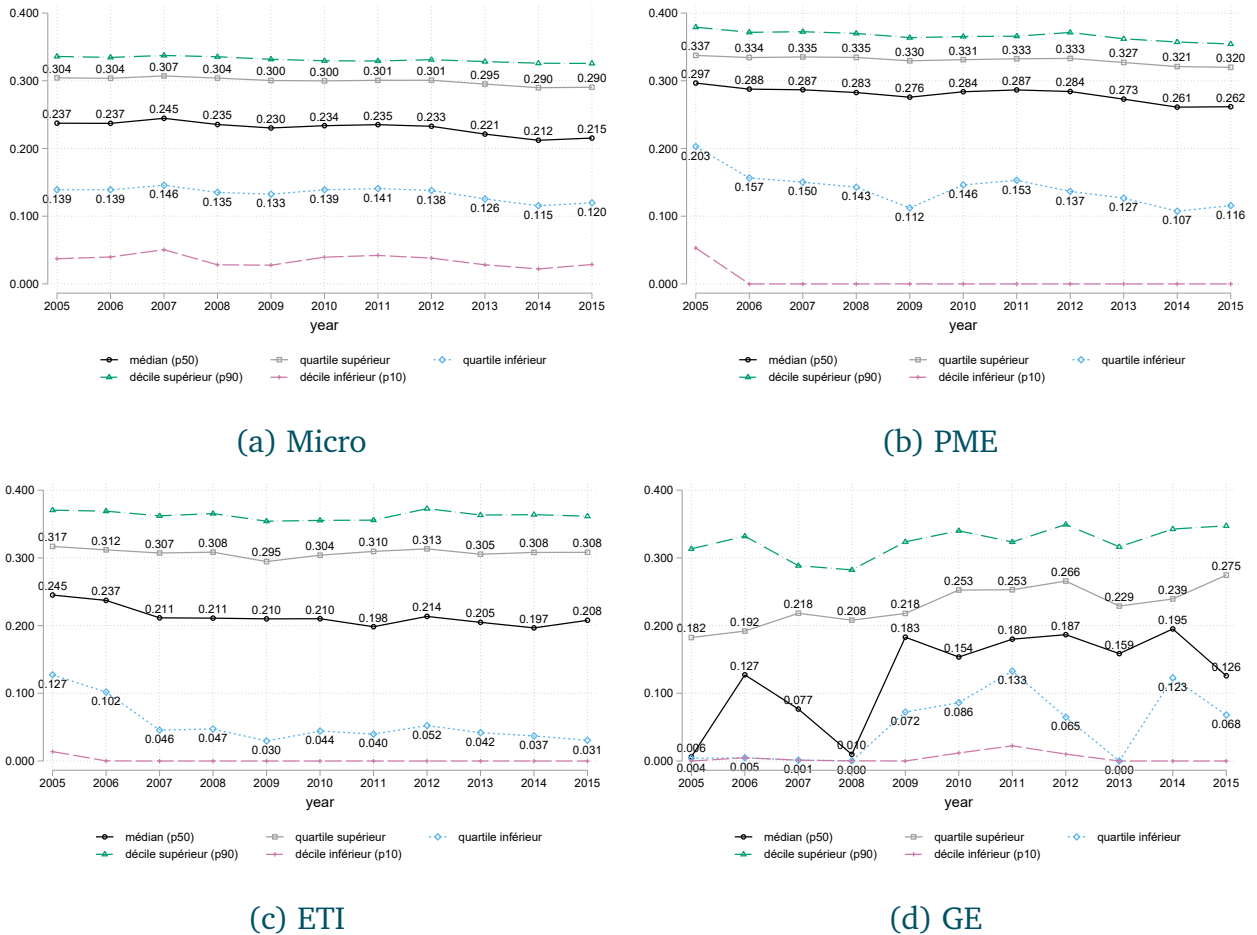 0.400
0.300
0.200
0.100
0.000
0.304 0.304 0.307 0.304 0.300 0.300 0.301 0.301 0.295 0.290 0.290
0.237 0.237 0.245 0.235 0.230 0.234 0.235 0.233 0.221 0.212 0.215
0.139 0.139 0.146 0.135 0.133 0.139 0.141 0.138 0.126 0.115 0.120
2005 2006 2007 2008 2009 2010 2011 2012 2013 2014 2015
year
médian (p50) quartile supérieur quartile inférieur
décile supérieur (p90) décile inférieur (p10)
(a) Micro
0.400
0.300
0.200
0.100
0.000
0.337 0.334 0.335 0.335 0.330 0.331 0.333 0.333 0.327 0.321 0.320
0.297 0.288 0.287 0.283 0.276 0.284 0.287 0.284 0.273 0.261 0.262
0.203 0.157 0.150 0.143 0.112 0.146 0.153 0.137 0.127 0.107 0.116
2005 2006 2007 2008 2009 2010 2011 2012 2013 2014 2015
year
médian (p50) quartile supérieur quartile inférieur
décile supérieur (p90) décile inférieur (p10)
(b) PME
0.400
0.300
0.200
0.100
0.000
0.317 0.312 0.307 0.308 0.295 0.304 0.310 0.313 0.305 0.308 0.308
0.245 0.237 0.211 0.211 0.210 0.210 0.198 0.214 0.205 0.197 0.208
0.127 0.102 0.046 0.047 0.030 0.044 0.040 0.052 0.042 0.037 0.031
2005 2006 2007 2008 2009 2010 2011 2012 2013 2014 2015
year
médian (p50) quartile supérieur quartile inférieur
décile supérieur (p90) décile inférieur (p10)
(c) ETI
0.400
0.300
0.200
0.100
0.000
0.182 0.192 0.218 0.208 0.218 0.253 0.253 0.266 0.229 0.239 0.275
0.006 0.127 0.077 0.010 0.183 0.154 0.180 0.187 0.159 0.195 0.126
0.004 0.005 0.001 0.000 0.072 0.086 0.133 0.065 0.000 0.123 0.068
2005 2006 2007 2008 2009 2010 2011 2012 2013 2014 2015
year
médian (p50) quartile supérieur quartile inférieur
décile supérieur (p90) décile inférieur (p10)
(d) GE